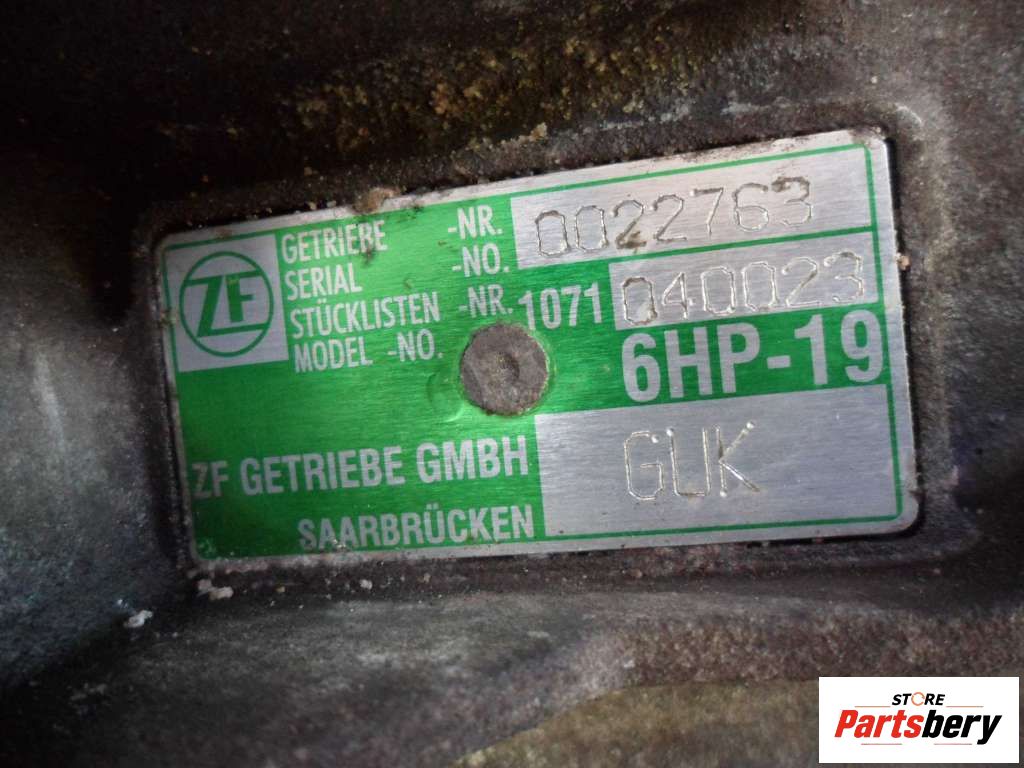 ZF
GETRIEBE -NR. 0022763
SERIAL -NO.
STÜCKLISTEN -NR. 1071 040023
MODEL -NO.
6HP-19
ZF GETRIEBE GMBH GUK
SAARBRÜCKEN
STORE
Partsbery